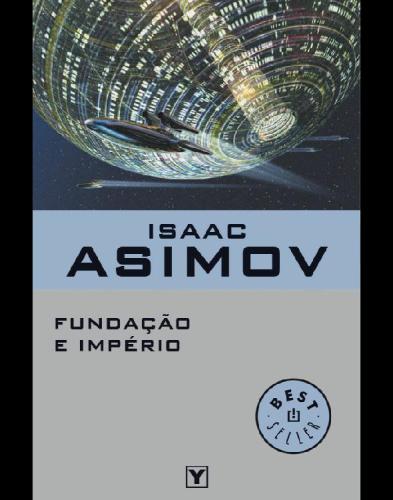 ISAAC
ASIMOV
FUNDAÇÃO
E IMPÉRIO
BEST
SELLER
Y